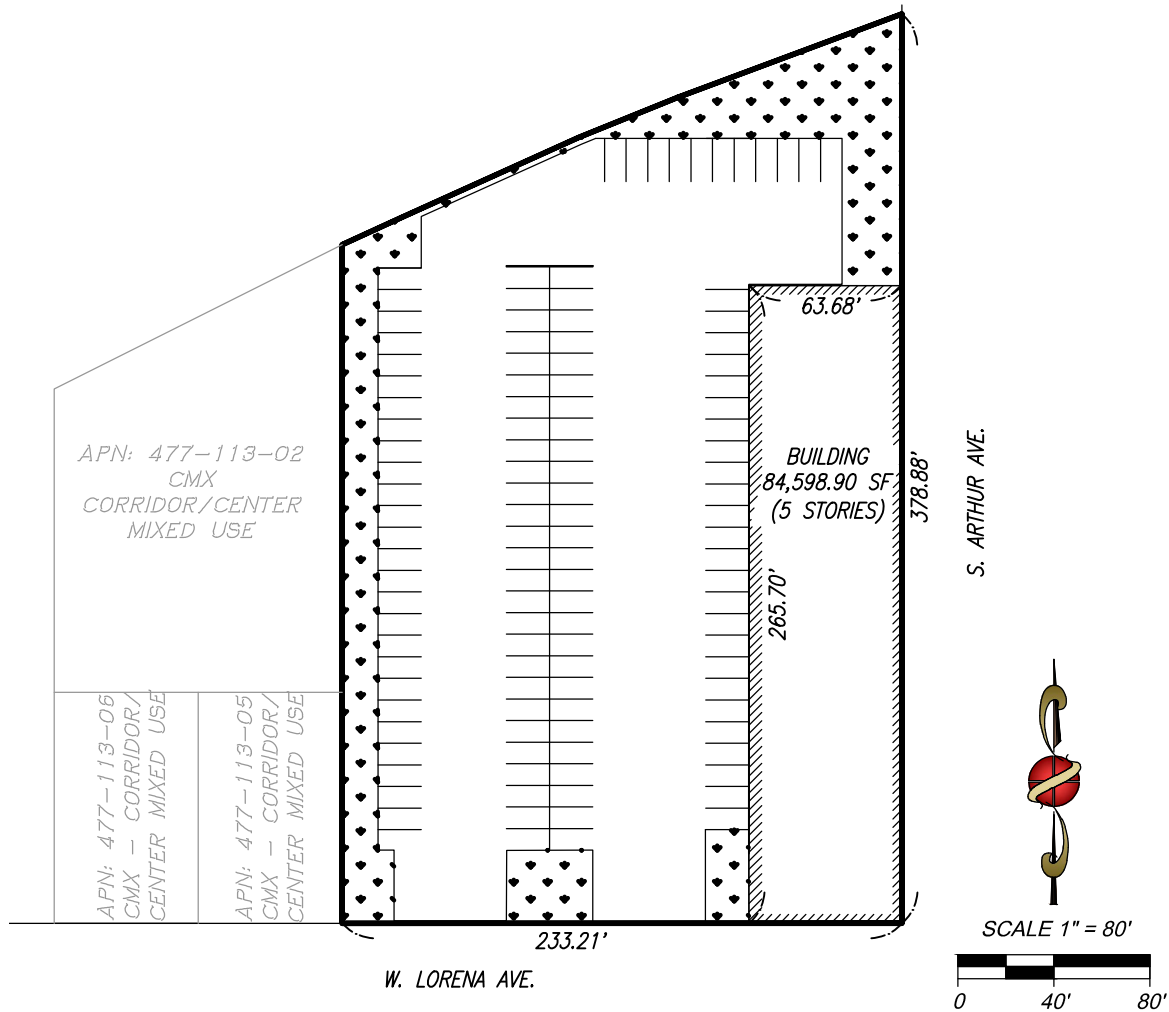 63.68'
BUILDING
84,598.90 SF
(5 STORIES)
378.88'
S. ARTHUR AVE.
265.70'
APN: 477-113-02
CMX
CORRIDOR/CENTER
MIXED USE
APN: 477-113-06
CMX - CORRIDOR/
CENTER MIXED USE
APN: 477-113-05
CMX - CORRIDOR/
CENTER MIXED USE
233.21'
W. LORENA AVE.
SCALE 1" = 80'
0 40' 80'